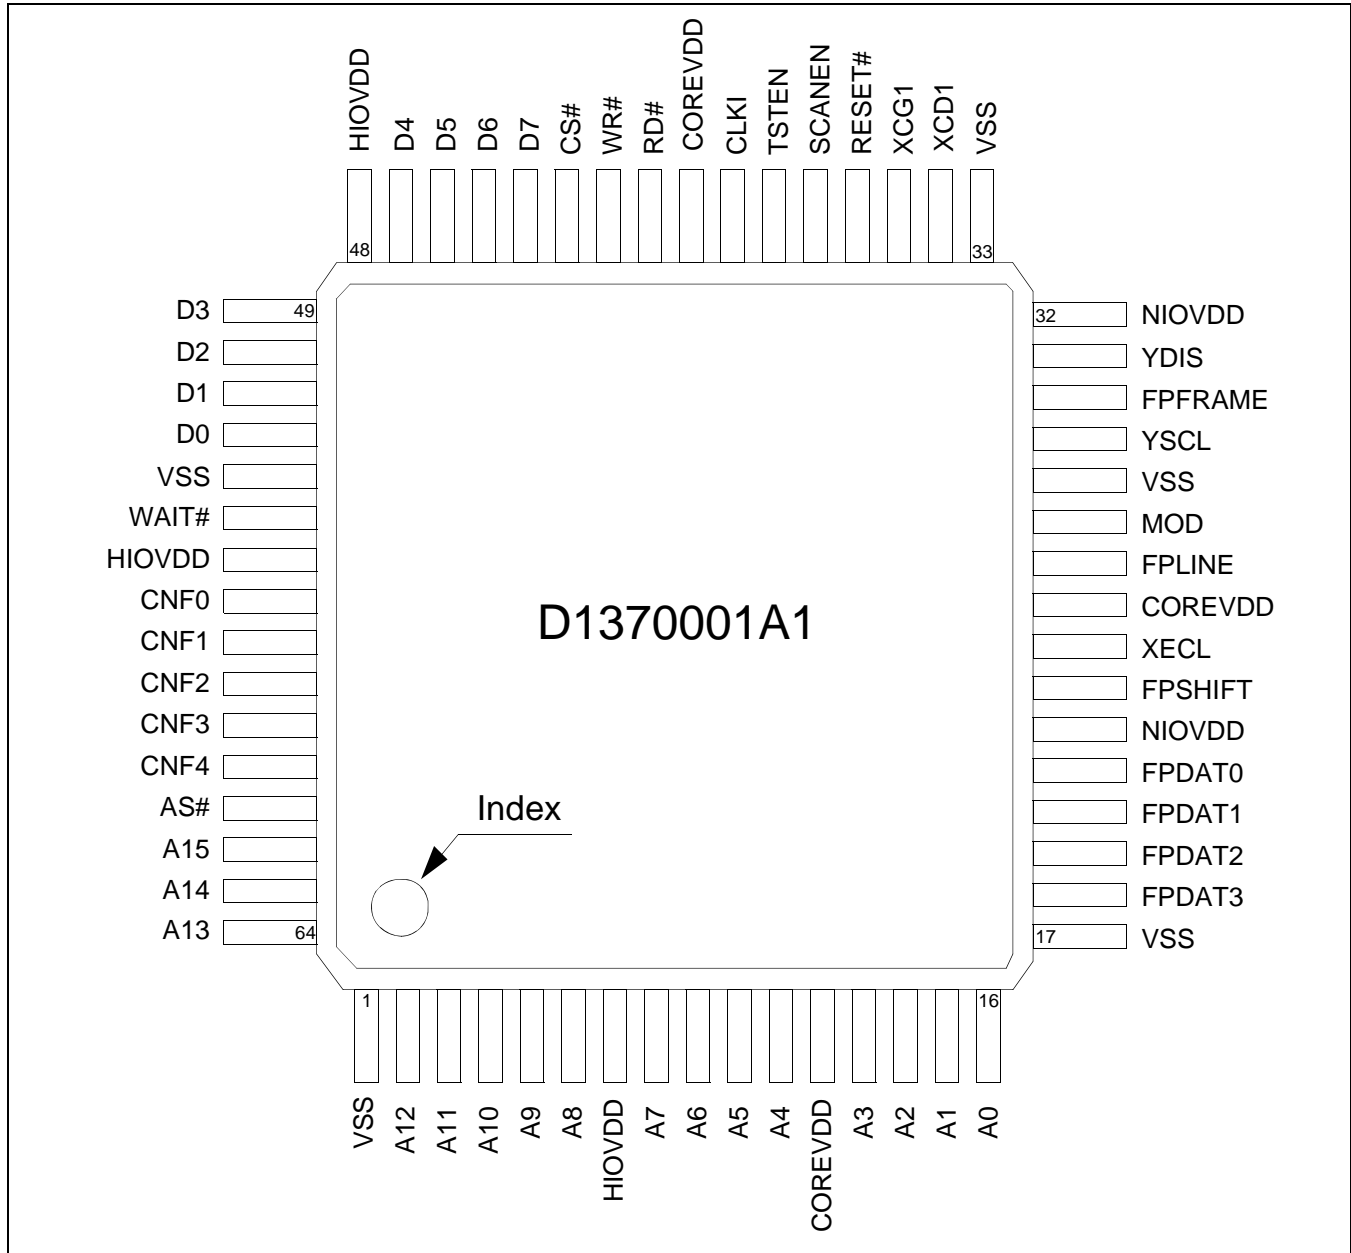 HIOVDD
D4
D5
D6
D7
CS#
WR#
RD#
COREVDD
CLKI
TSTEN
SCANEN
RESET#
XCG1
XCD1
VSS
48
33
D3
49
D2
D1
D0
VSS
WAIT#
HIOVDD
CNF0
CNF1
CNF2
CNF3
CNF4
AS#
A15
A14
A13
64
D1370001A1
Index
32
NIOVDD
YDIS
FPFRAME
YSCL
VSS
MOD
FPLINE
COREVDD
XECL
FPSHIFT
NIOVDD
FPDAT0
FPDAT1
FPDAT2
FPDAT3
17
VSS
1
16
VSS
A12
A11
A10
A9
A8
HIOVDD
A7
A6
A5
A4
COREVDD
A3
A2
A1
A0